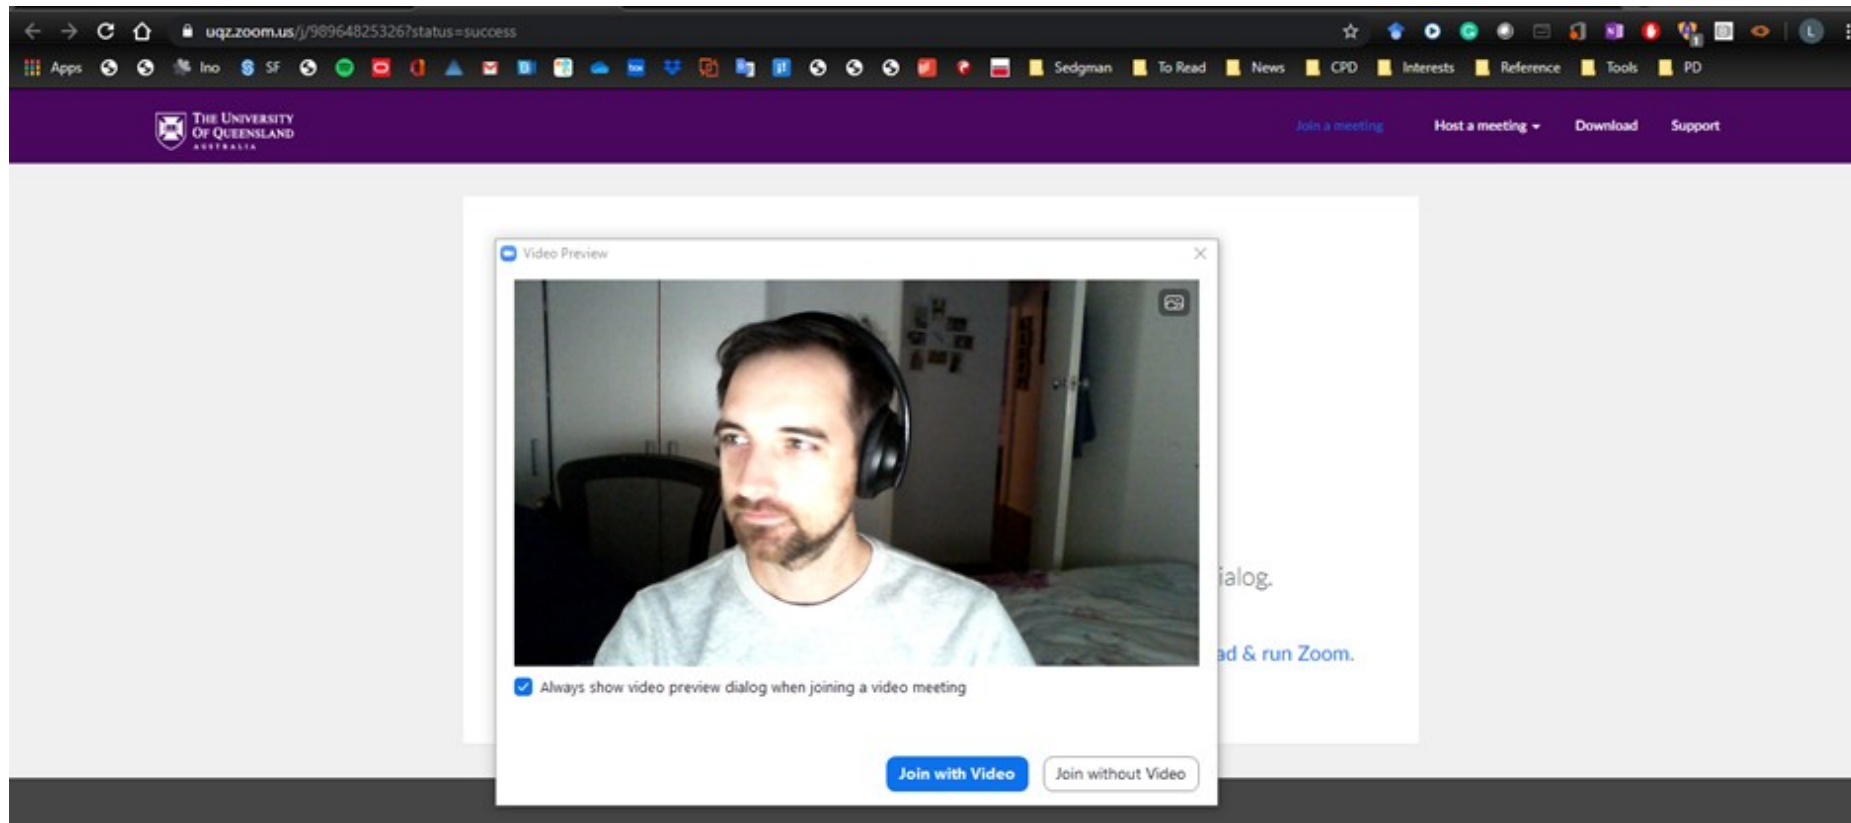 uqz.zoom.us/j/98964825326?status=success
Apps Ino SF Sedgman To Read News CPD Interests Reference Tools PD
THE UNIVERSITY
OF QUEENSLAND
AUSTRALIA
Join a meeting Host a meeting Download Support
Video Preview
ialog.
ad & run Zoom.
Always show video preview dialog when joining a video meeting
Join with Video Join without Video